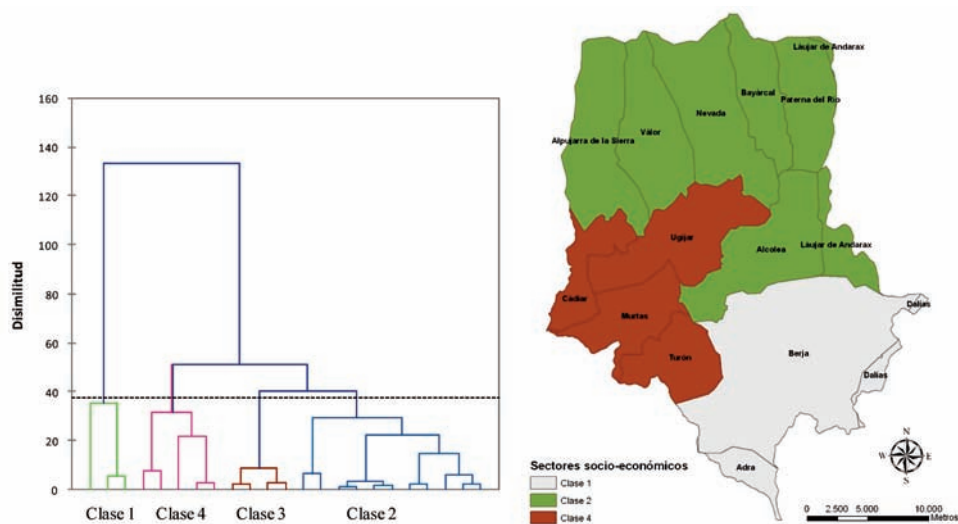 160
140
120
100
80
60
40
20
0
Disimilitud
Clase 1
Clase 4
Clase 3
Clase 2
Láujar de Andarax
Bayárcal
Paterna del Río
Nevada
Válor
Alpujarra de la Sierra
Ugíjar
Alcolea
Láujar de Andarax
Cádiar
Murtas
Dalías
Turón
Berja
Dalías
Adra
N
W
E
S
Sectores socio-económicos
Clase 1
Clase 2
Clase 4
0 2.500 5.000 10.000
Metros